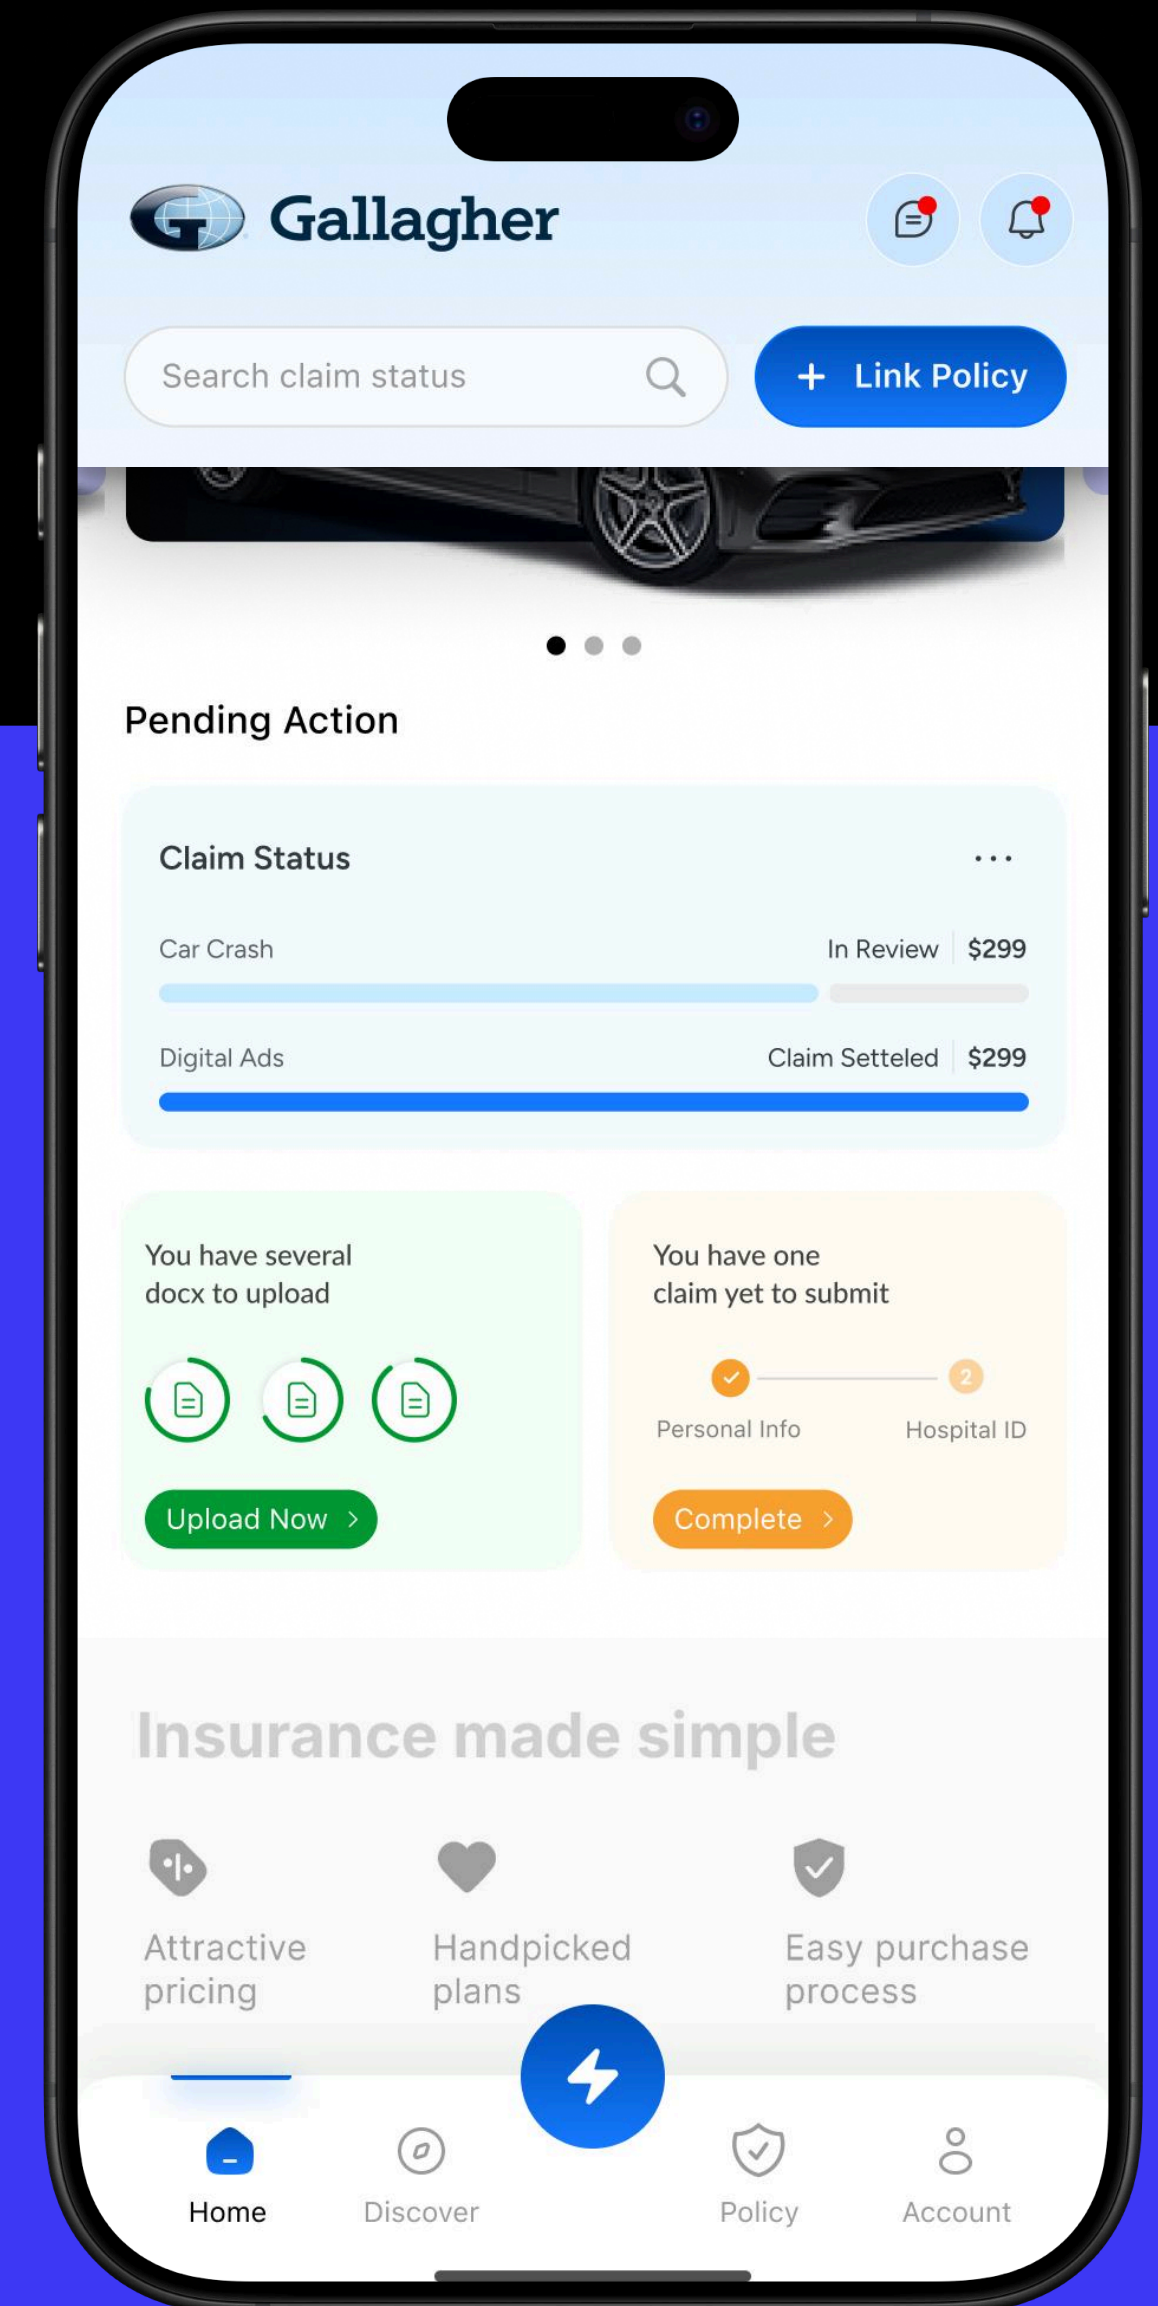 Gallagher
Search claim status
+ Link Policy
Pending Action
Claim Status
...
Car Crash
In Review
$299
Digital Ads
Claim Setteled
$299
You have several
docx to upload
Upload Now >
You have one
claim yet to submit
2
Personal Info
Hospital ID
Complete >
Insurance made simple
Attractive
pricing
Handpicked
plans
Easy purchase
process
Home
Discover
Policy
Account